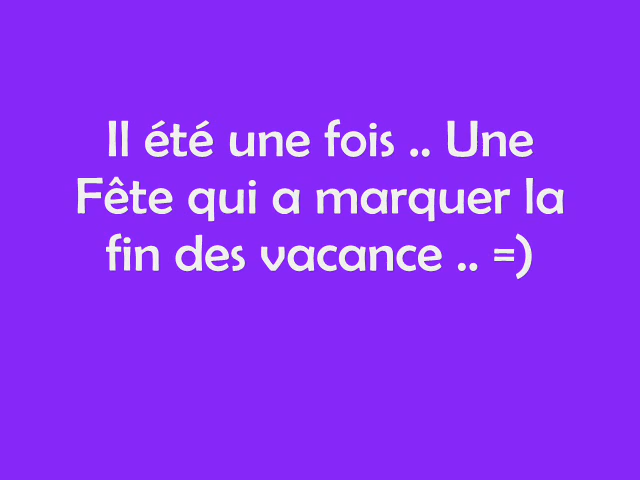 Il été une fois .. Une
Fête qui a marquer la
fin des vacance .. =)